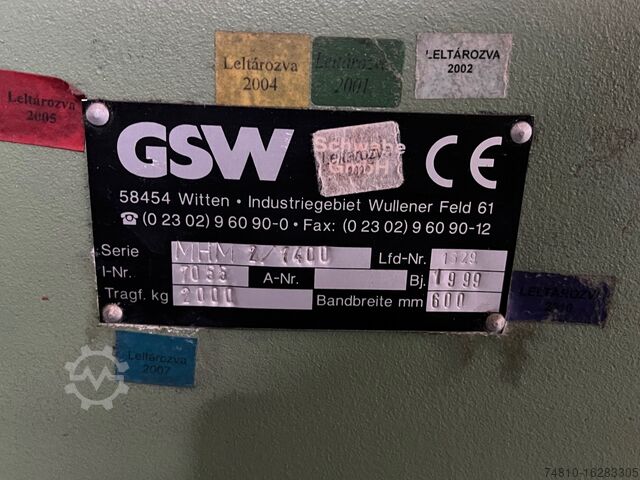 Leltározva
2004
Leltározva
2001
LELTÁROZVA
2002
Leltározva
2005
GSW
Schwabe
GmbH
Leltározva
CE
58454 Witten • Industriegebiet Wullener Feld 61
☎ (0 23 02) 9 60 90-0 • Fax: (0 23 02) 9 60 90-12
Serie MHM 2/1400 Lfd-Nr. 1529
I-Nr. 7055 A-Nr. Bj. 1999
Tragf. kg 2000 Bandbreite mm 600
LELTÁROZVA
Leltározva
2007
74810-16283305